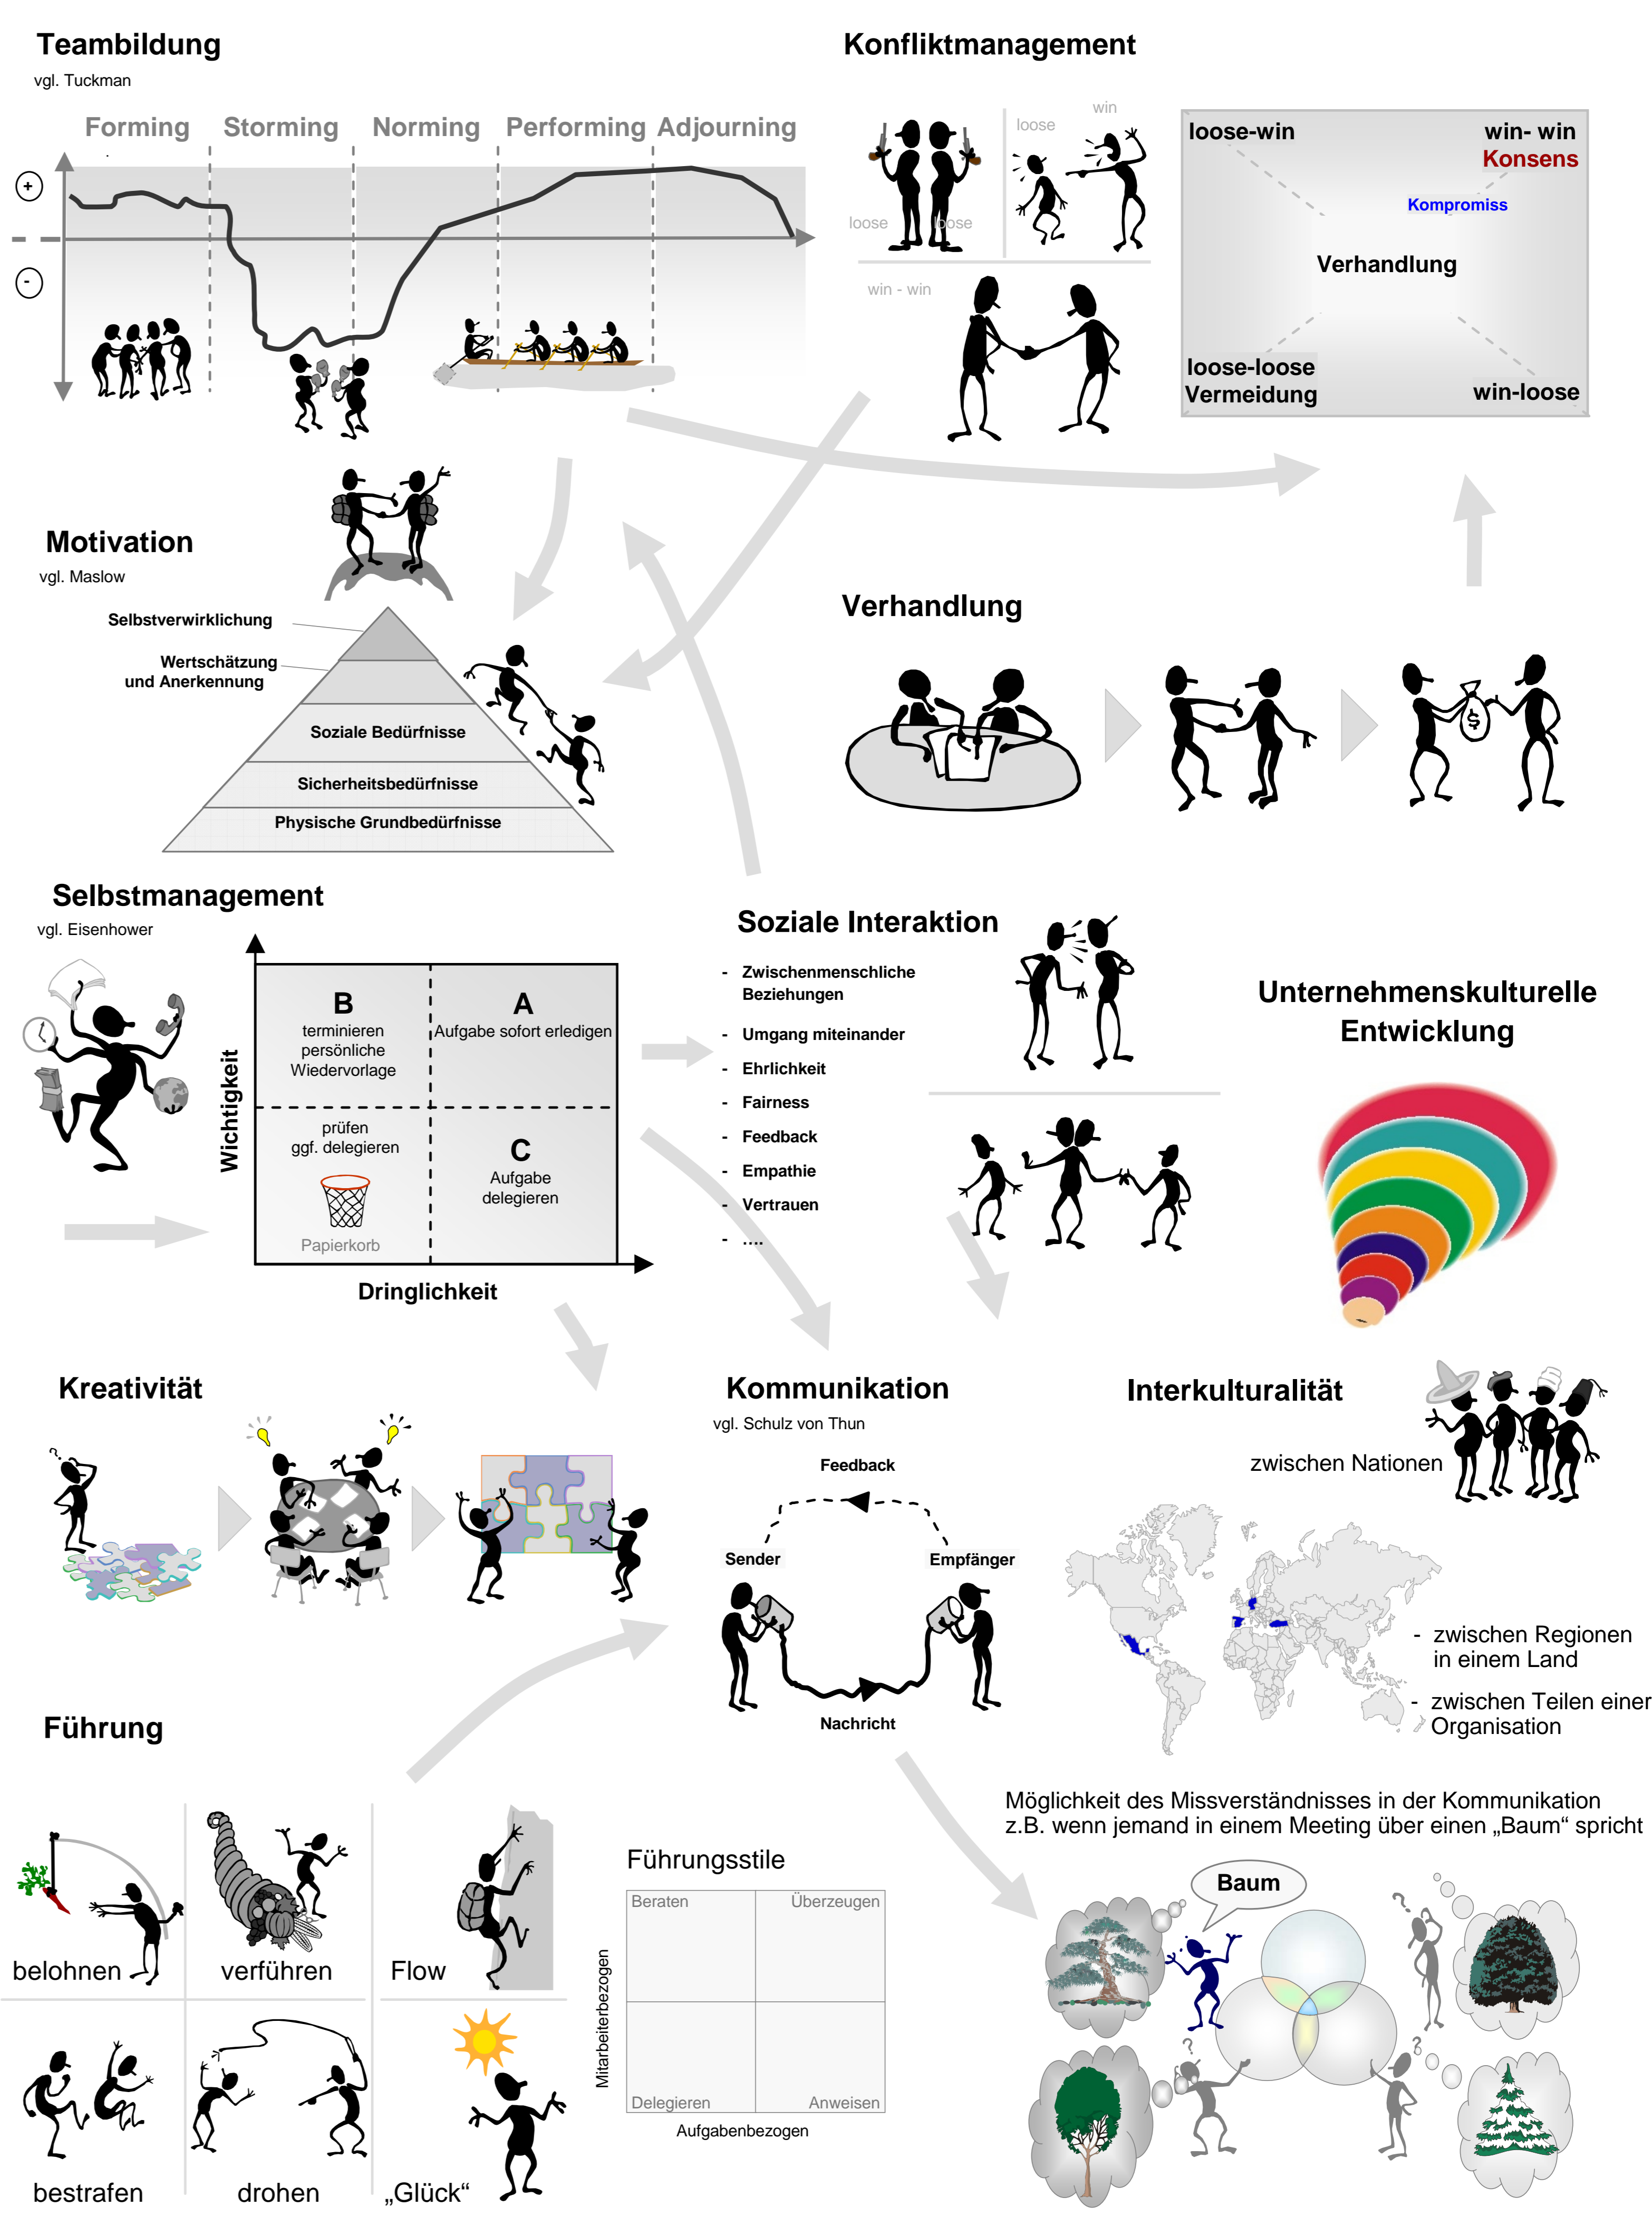 Teambildung
vgl. Tuckman
Forming Storming Norming Performing Adjourning
+
-
Konfliktmanagement
loose
win
loose loose
win - win
loose-win
win- win
Konsens
Kompromiss
Verhandlung
loose-loose
Vermeidung
win-loose
Motivation
vgl. Maslow
Selbstverwirklichung
Wertschätzung
und Anerkennung
Soziale Bedürfnisse
Sicherheitsbedürfnisse
Physische Grundbedürfnisse
Verhandlung
$
Selbstmanagement
vgl. Eisenhower
Wichtigkeit
B
terminieren
persönliche
Wiedervorlage
A
Aufgabe sofort erledigen
prüfen
ggf. delegieren
Papierkorb
C
Aufgabe
delegieren
Dringlichkeit
Soziale Interaktion
- Zwischenmenschliche
Beziehungen
- Umgang miteinander
- Ehrlichkeit
- Fairness
- Feedback
- Empathie
- Vertrauen
- ....
Unternehmenskulturelle
Entwicklung
Kreativität
?
Kommunikation
vgl. Schulz von Thun
Feedback
Sender
Empfänger
Nachricht
Interkulturalität
zwischen Nationen
- zwischen Regionen
in einem Land
- zwischen Teilen einer
Organisation
Führung
belohnen
verführen
Flow
bestrafen
drohen
„Glück“
Führungsstile
Mitarbeiterbezogen
Beraten
Überzeugen
Delegieren
Anweisen
Aufgabenbezogen
Möglichkeit des Missverständnisses in der Kommunikation
z.B. wenn jemand in einem Meeting über einen „Baum“ spricht
Baum
?
?
?